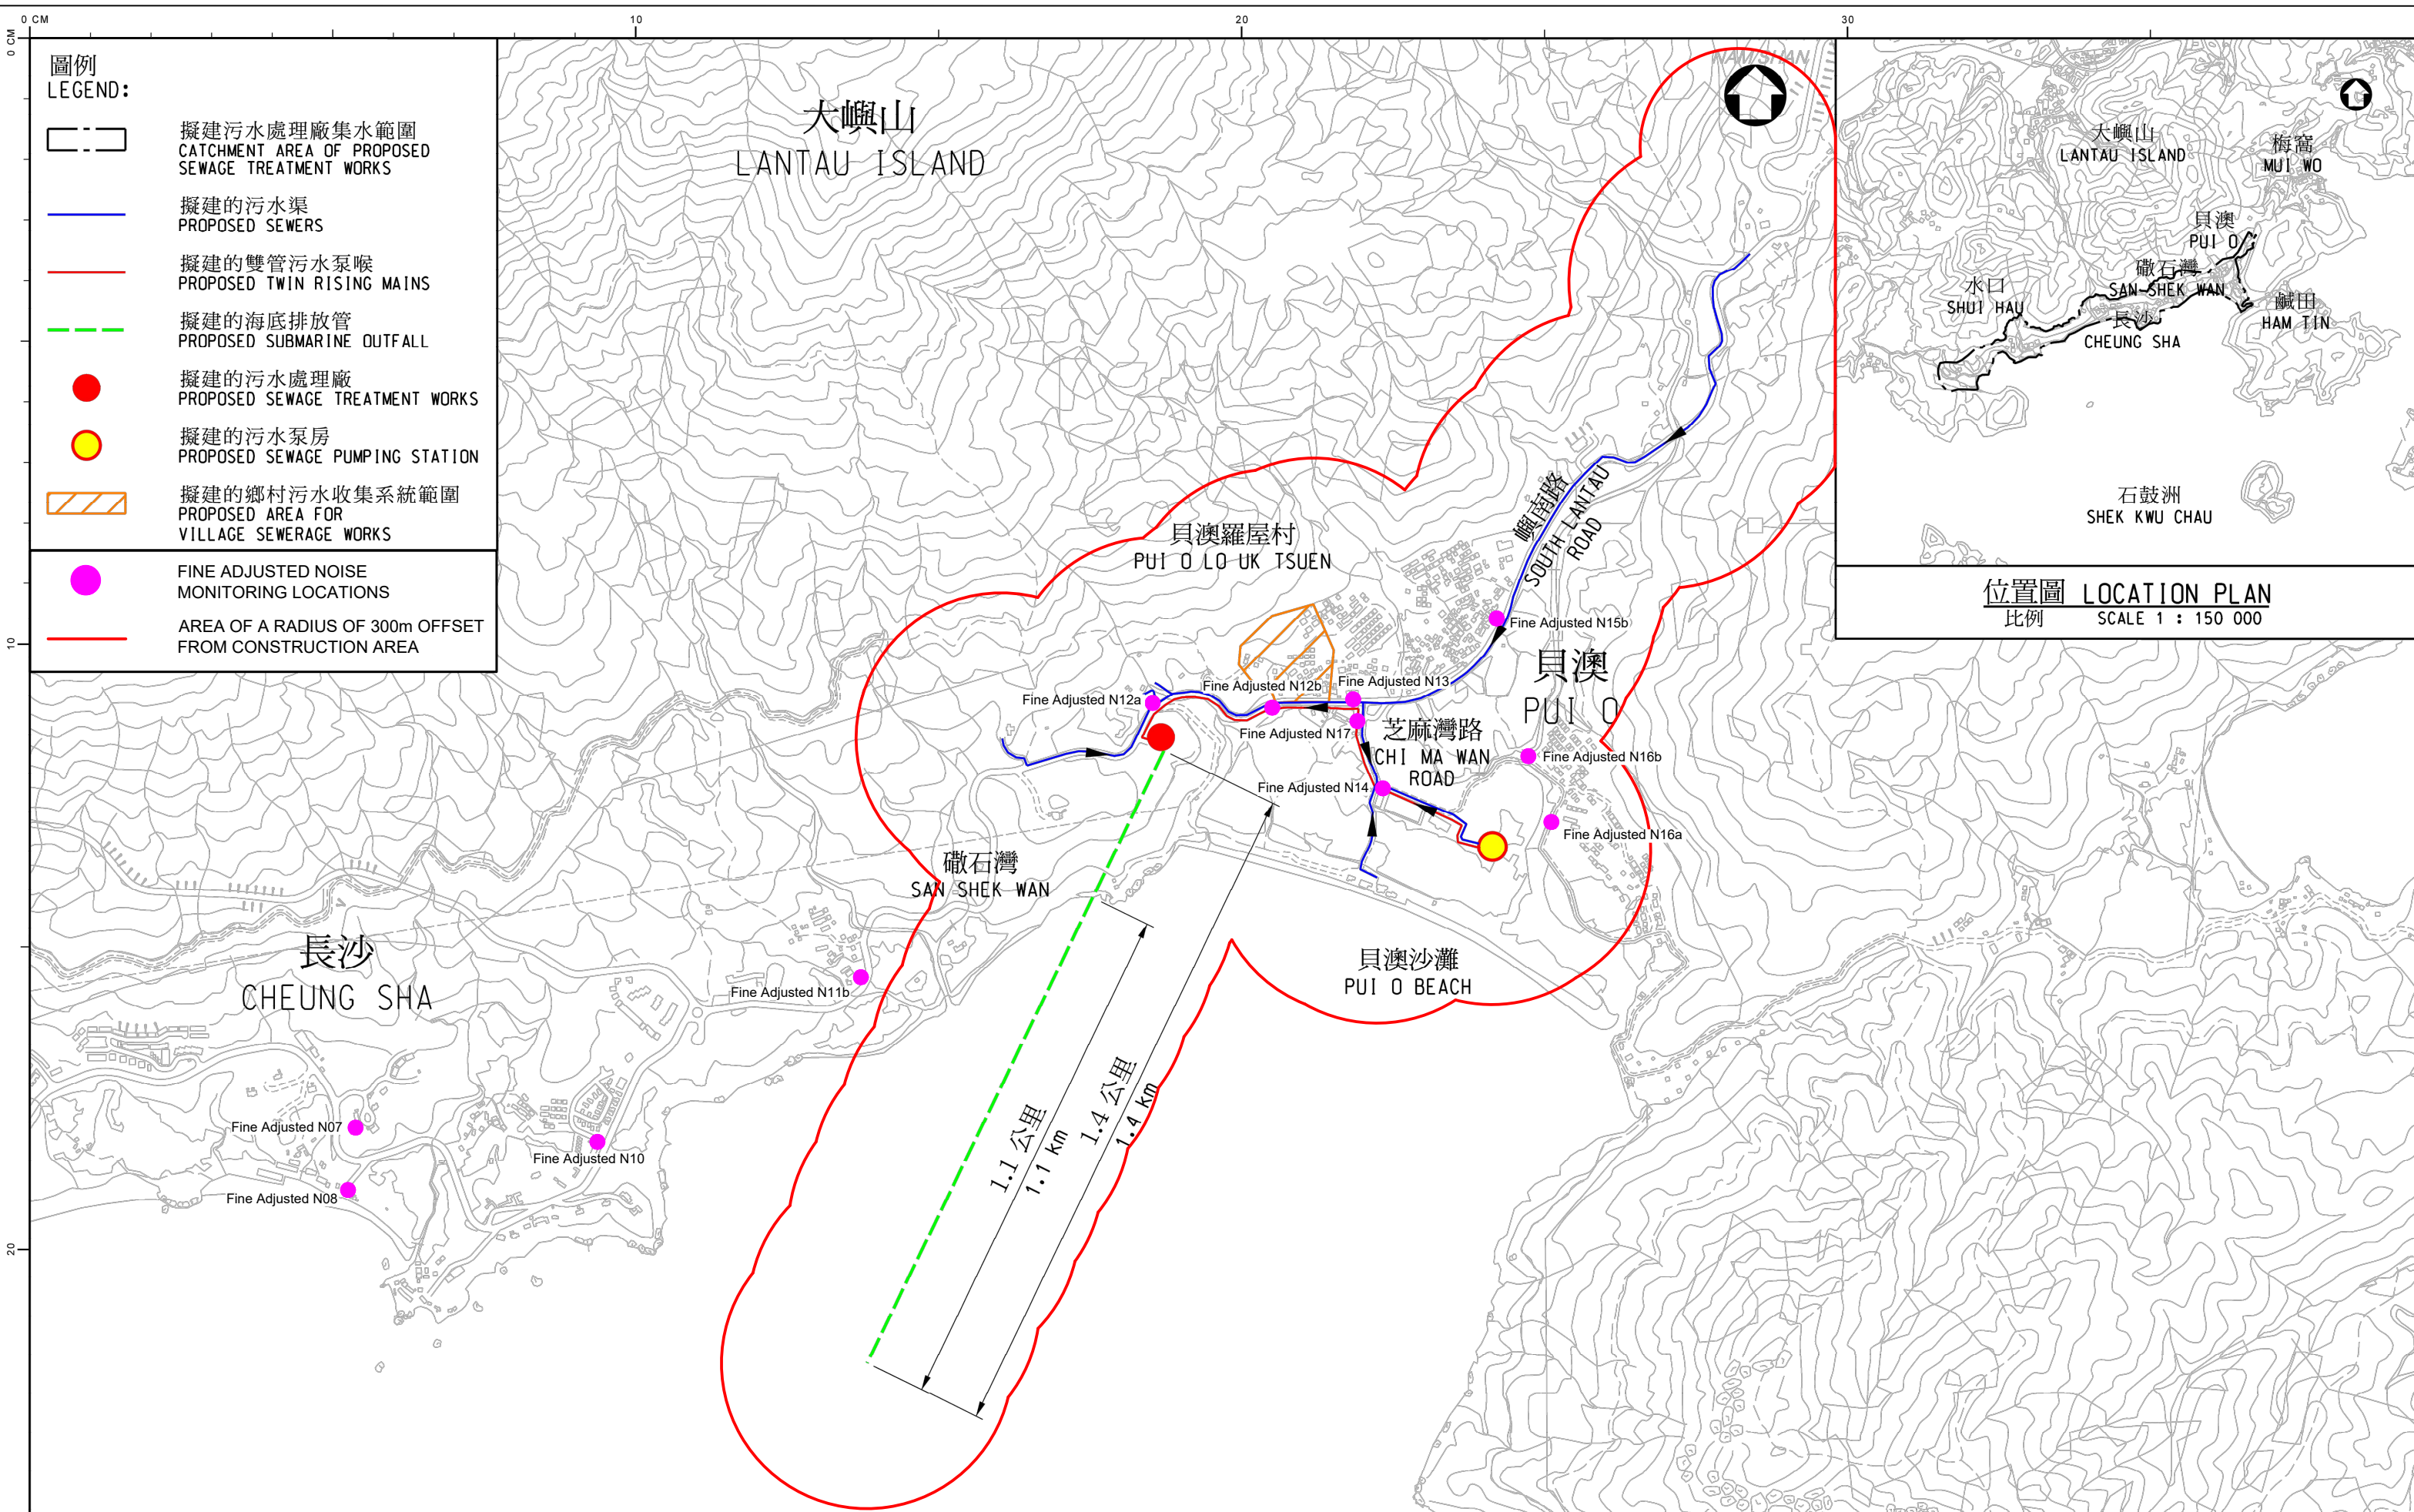 0 CM
10
20
30
0 CM
10
20
圖例
LEGEND:
擬建污水處理廠集水範圍
CATCHMENT AREA OF PROPOSED
SEWAGE TREATMENT WORKS
擬建的污水渠
PROPOSED SEWERS
擬建的雙管污水泵喉
PROPOSED TWIN RISING MAINS
擬建的海底排放管
PROPOSED SUBMARINE OUTFALL
擬建的污水處理廠
PROPOSED SEWAGE TREATMENT WORKS
擬建的污水泵房
PROPOSED SEWAGE PUMPING STATION
擬建的鄉村污水收集系統範圍
PROPOSED AREA FOR
VILLAGE SEWERAGE WORKS
FINE ADJUSTED NOISE
MONITORING LOCATIONS
AREA OF A RADIUS OF 300m OFFSET
FROM CONSTRUCTION AREA
大嶼山
LANTAU ISLAND
NAM SHAN
大嶼山
LANTAU ISLAND
梅窩
MUI WO
貝澳
PUI O
磡石灣
SAN SHEK WAN
水口
SHUI HAU
鹹田
HAM TIN
長沙
CHEUNG SHA
石鼓洲
SHEK KWU CHAU
位置圖 LOCATION PLAN
比例 SCALE 1 : 150 000
嶼南路
SOUTH LANTAU
ROAD
貝澳羅屋村
PUI O LO UK TSUEN
Fine Adjusted N15b
貝澳
PUI O
Fine Adjusted N12a
Fine Adjusted N12b
Fine Adjusted N13
Fine Adjusted N17
芝麻灣路
CHI MA WAN
ROAD
Fine Adjusted N16b
Fine Adjusted N14
Fine Adjusted N16a
磡石灣
SAN SHEK WAN
貝澳沙灘
PUI O BEACH
長沙
CHEUNG SHA
Fine Adjusted N11b
1.1 公里
1.1 km
1.4 公里
1.4 km
Fine Adjusted N07
Fine Adjusted N10
Fine Adjusted N08